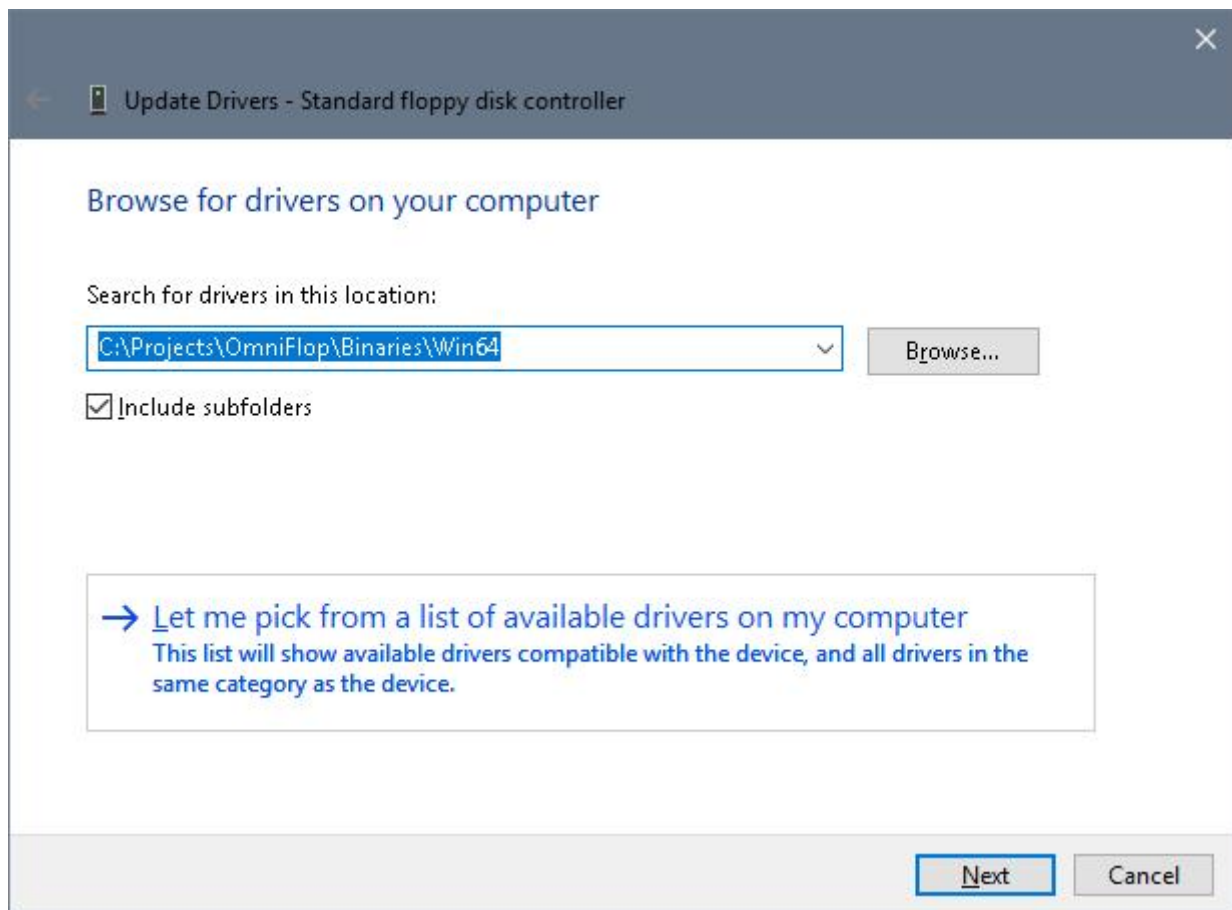 Update Drivers - Standard floppy disk controller
Browse for drivers on your computer
Search for drivers in this location:
C:\Projects\OmniFlop\Binaries\Win64
Browse...
Include subfolders
Let me pick from a list of available drivers on my computer
This list will show available drivers compatible with the device, and all drivers in the
same category as the device.
Next
Cancel